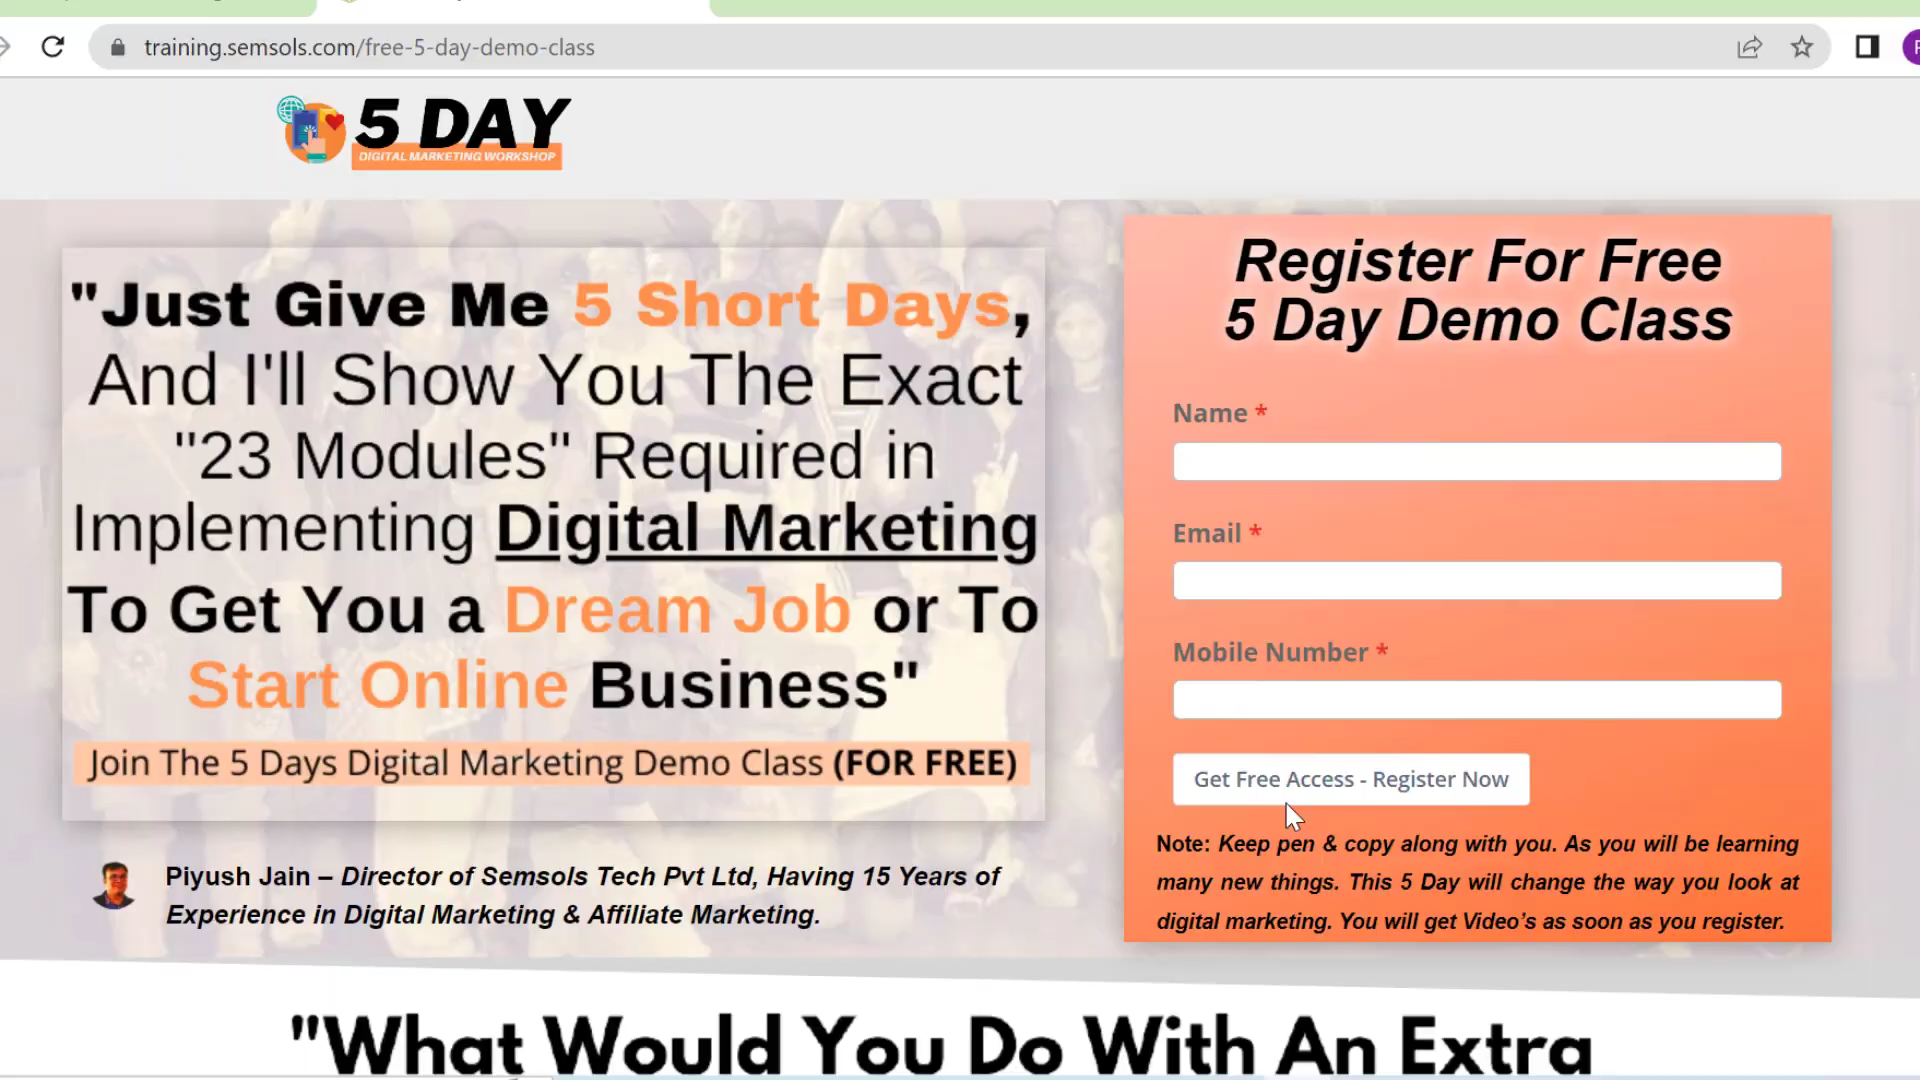 training.semsols.com/free-5-day-demo-class
5 DAY
DIGITAL MARKETING WORKSHOP
"Just Give Me 5 Short Days,
And I'll Show You The Exact
"23 Modules" Required in
Implementing Digital Marketing
To Get You a Dream Job or To
Start Online Business"
Join The 5 Days Digital Marketing Demo Class (FOR FREE)
Piyush Jain – Director of Semsols Tech Pvt Ltd, Having 15 Years of
Experience in Digital Marketing & Affiliate Marketing.
Register For Free
5 Day Demo Class
Name *
Email *
Mobile Number *
Get Free Access - Register Now
Note: Keep pen & copy along with you. As you will be learning
many new things. This 5 Day will change the way you look at
digital marketing. You will get Video's as soon as you register.
"What Would You Do With An Extra